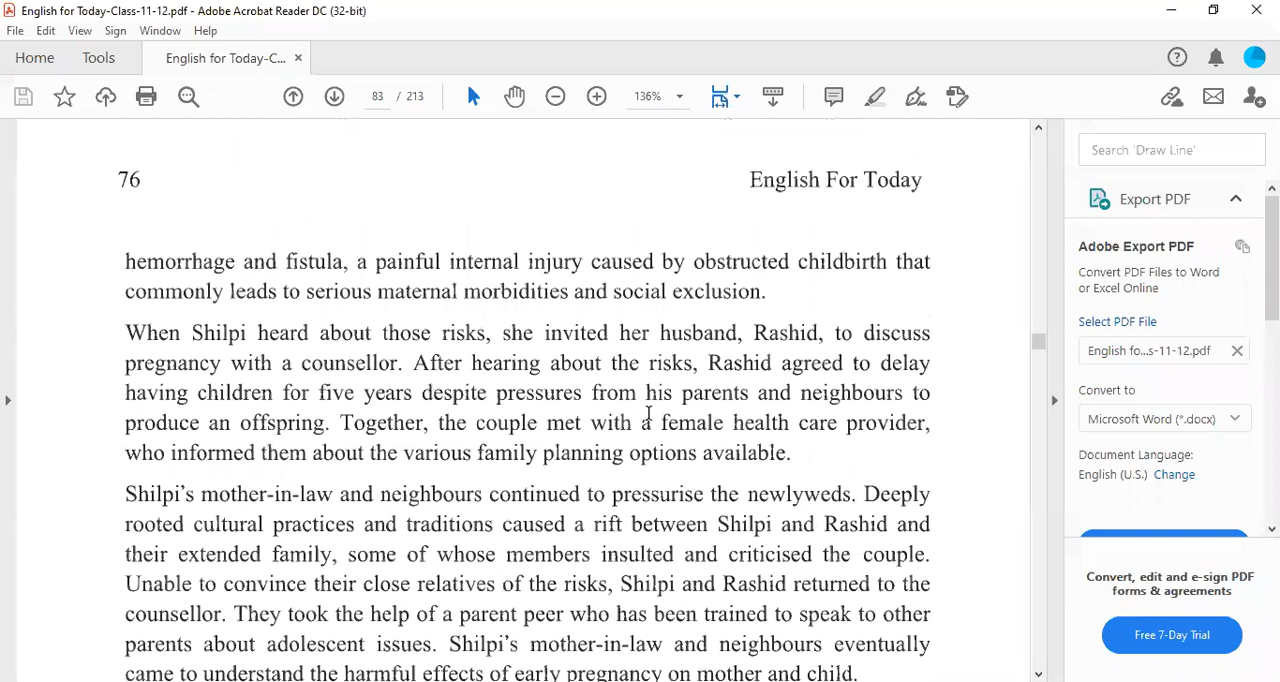 English for Today-Class-11-12.pdf - Adobe Acrobat Reader DC (32-bit)
File Edit View Sign Window Help
Home Tools English for Today-C... ×
83 / 213 136%
Search 'Draw Line'
76 English For Today
Export PDF
hemorrhage and fistula, a painful internal injury caused by obstructed childbirth that
commonly leads to serious maternal morbidities and social exclusion.
When Shilpi heard about those risks, she invited her husband, Rashid, to discuss
pregnancy with a counsellor. After hearing about the risks, Rashid agreed to delay
having children for five years despite pressures from his parents and neighbours to
produce an offspring. Together, the couple met with a female health care provider,
who informed them about the various family planning options available.
Shilpi's mother-in-law and neighbours continued to pressurise the newlyweds. Deeply
rooted cultural practices and traditions caused a rift between Shilpi and Rashid and
their extended family, some of whose members insulted and criticised the couple.
Unable to convince their close relatives of the risks, Shilpi and Rashid returned to the
counsellor. They took the help of a parent peer who has been trained to speak to other
parents about adolescent issues. Shilpi's mother-in-law and neighbours eventually
came to understand the harmful effects of early pregnancy on mother and child.
Adobe Export PDF
Convert PDF Files to Word
or Excel Online
Select PDF File
English fo...s-11-12.pdf ×
Convert to
Microsoft Word (*.docx)
Document Language:
English (U.S.) Change
Convert, edit and e-sign PDF
forms & agreements
Free 7-Day Trial